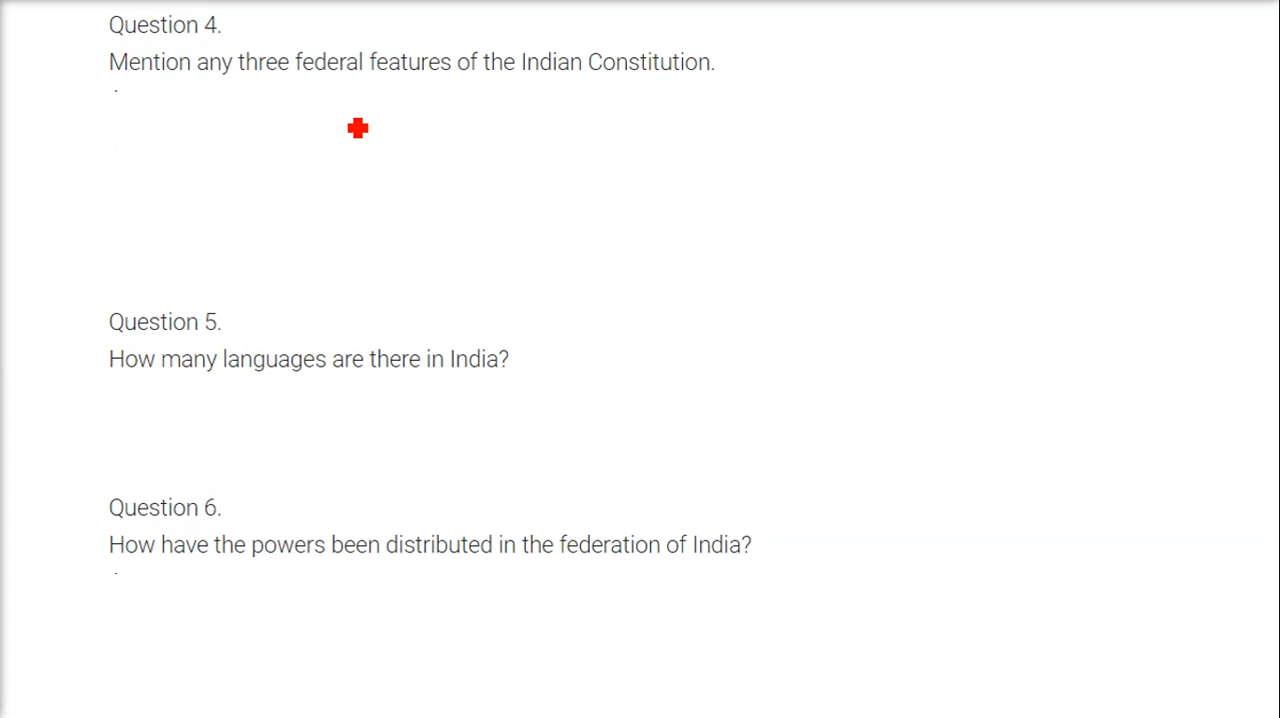 Question 4.
Mention any three federal features of the Indian Constitution.
Question 5.
How many languages are there in India?
Question 6.
How have the powers been distributed in the federation of India?